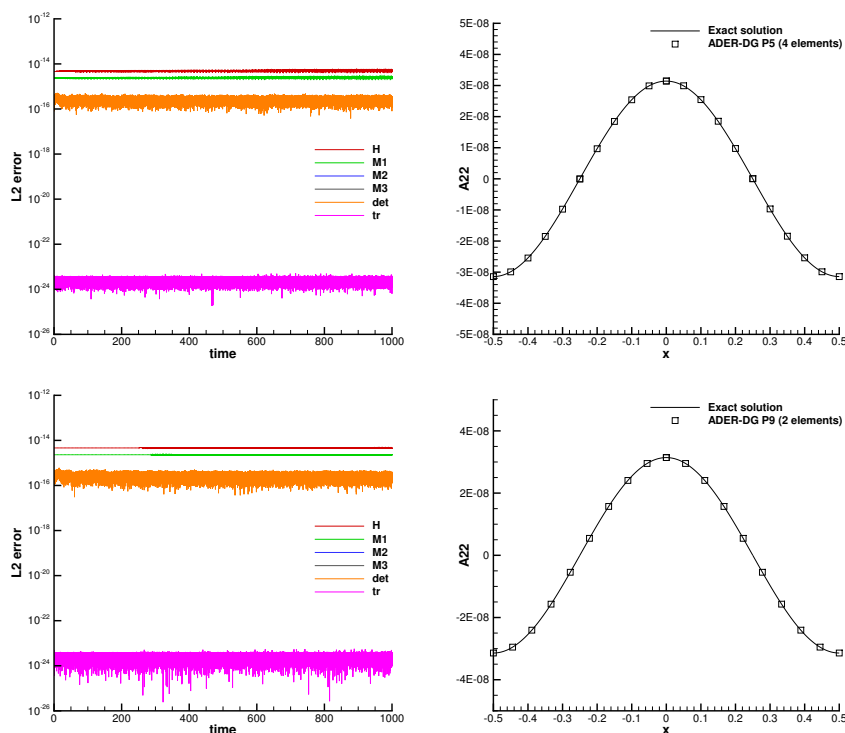 10^-12
10^-14
10^-16
10^-18
10^-20
10^-22
10^-24
10^-26
L2 error
H
M1
M2
M3
det
tr
0 200 400 600 800 1000
time
5E-08
4E-08
3E-08
2E-08
1E-08
0
-1E-08
-2E-08
-3E-08
-4E-08
-5E-08
A22
Exact solution
ADER-DG P5 (4 elements)
-0.5 -0.4 -0.3 -0.2 -0.1 0 0.1 0.2 0.3 0.4 0.5
x
10^-12
10^-14
10^-16
10^-18
10^-20
10^-22
10^-24
10^-26
L2 error
H
M1
M2
M3
det
tr
0 200 400 600 800 1000
time
4E-08
2E-08
0
-2E-08
-4E-08
A22
Exact solution
ADER-DG P9 (2 elements)
-0.5 -0.4 -0.3 -0.2 -0.1 0 0.1 0.2 0.3 0.4 0.5
x